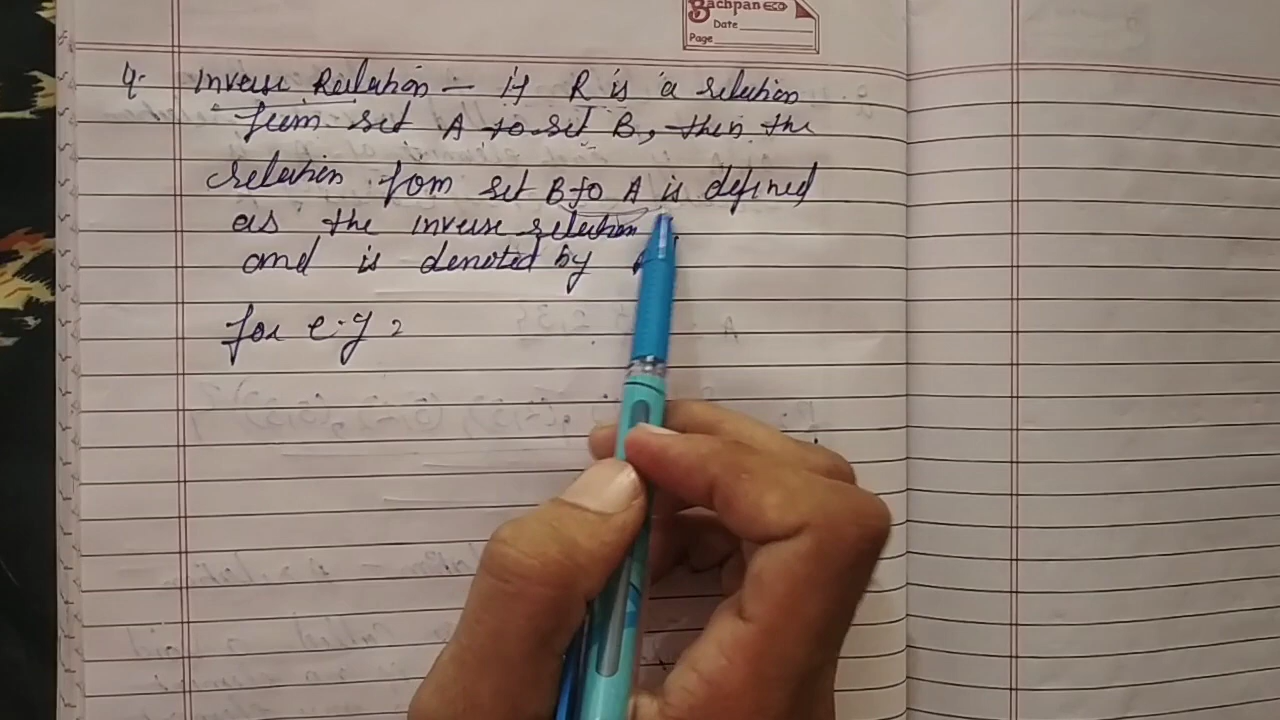 Bachpan ECO
Date
Page
4- Inverse Relation - if R is a relation
from set A to set B, then the
relation from set B to A is defined
as the inverse relation
and is denoted by
for e.g